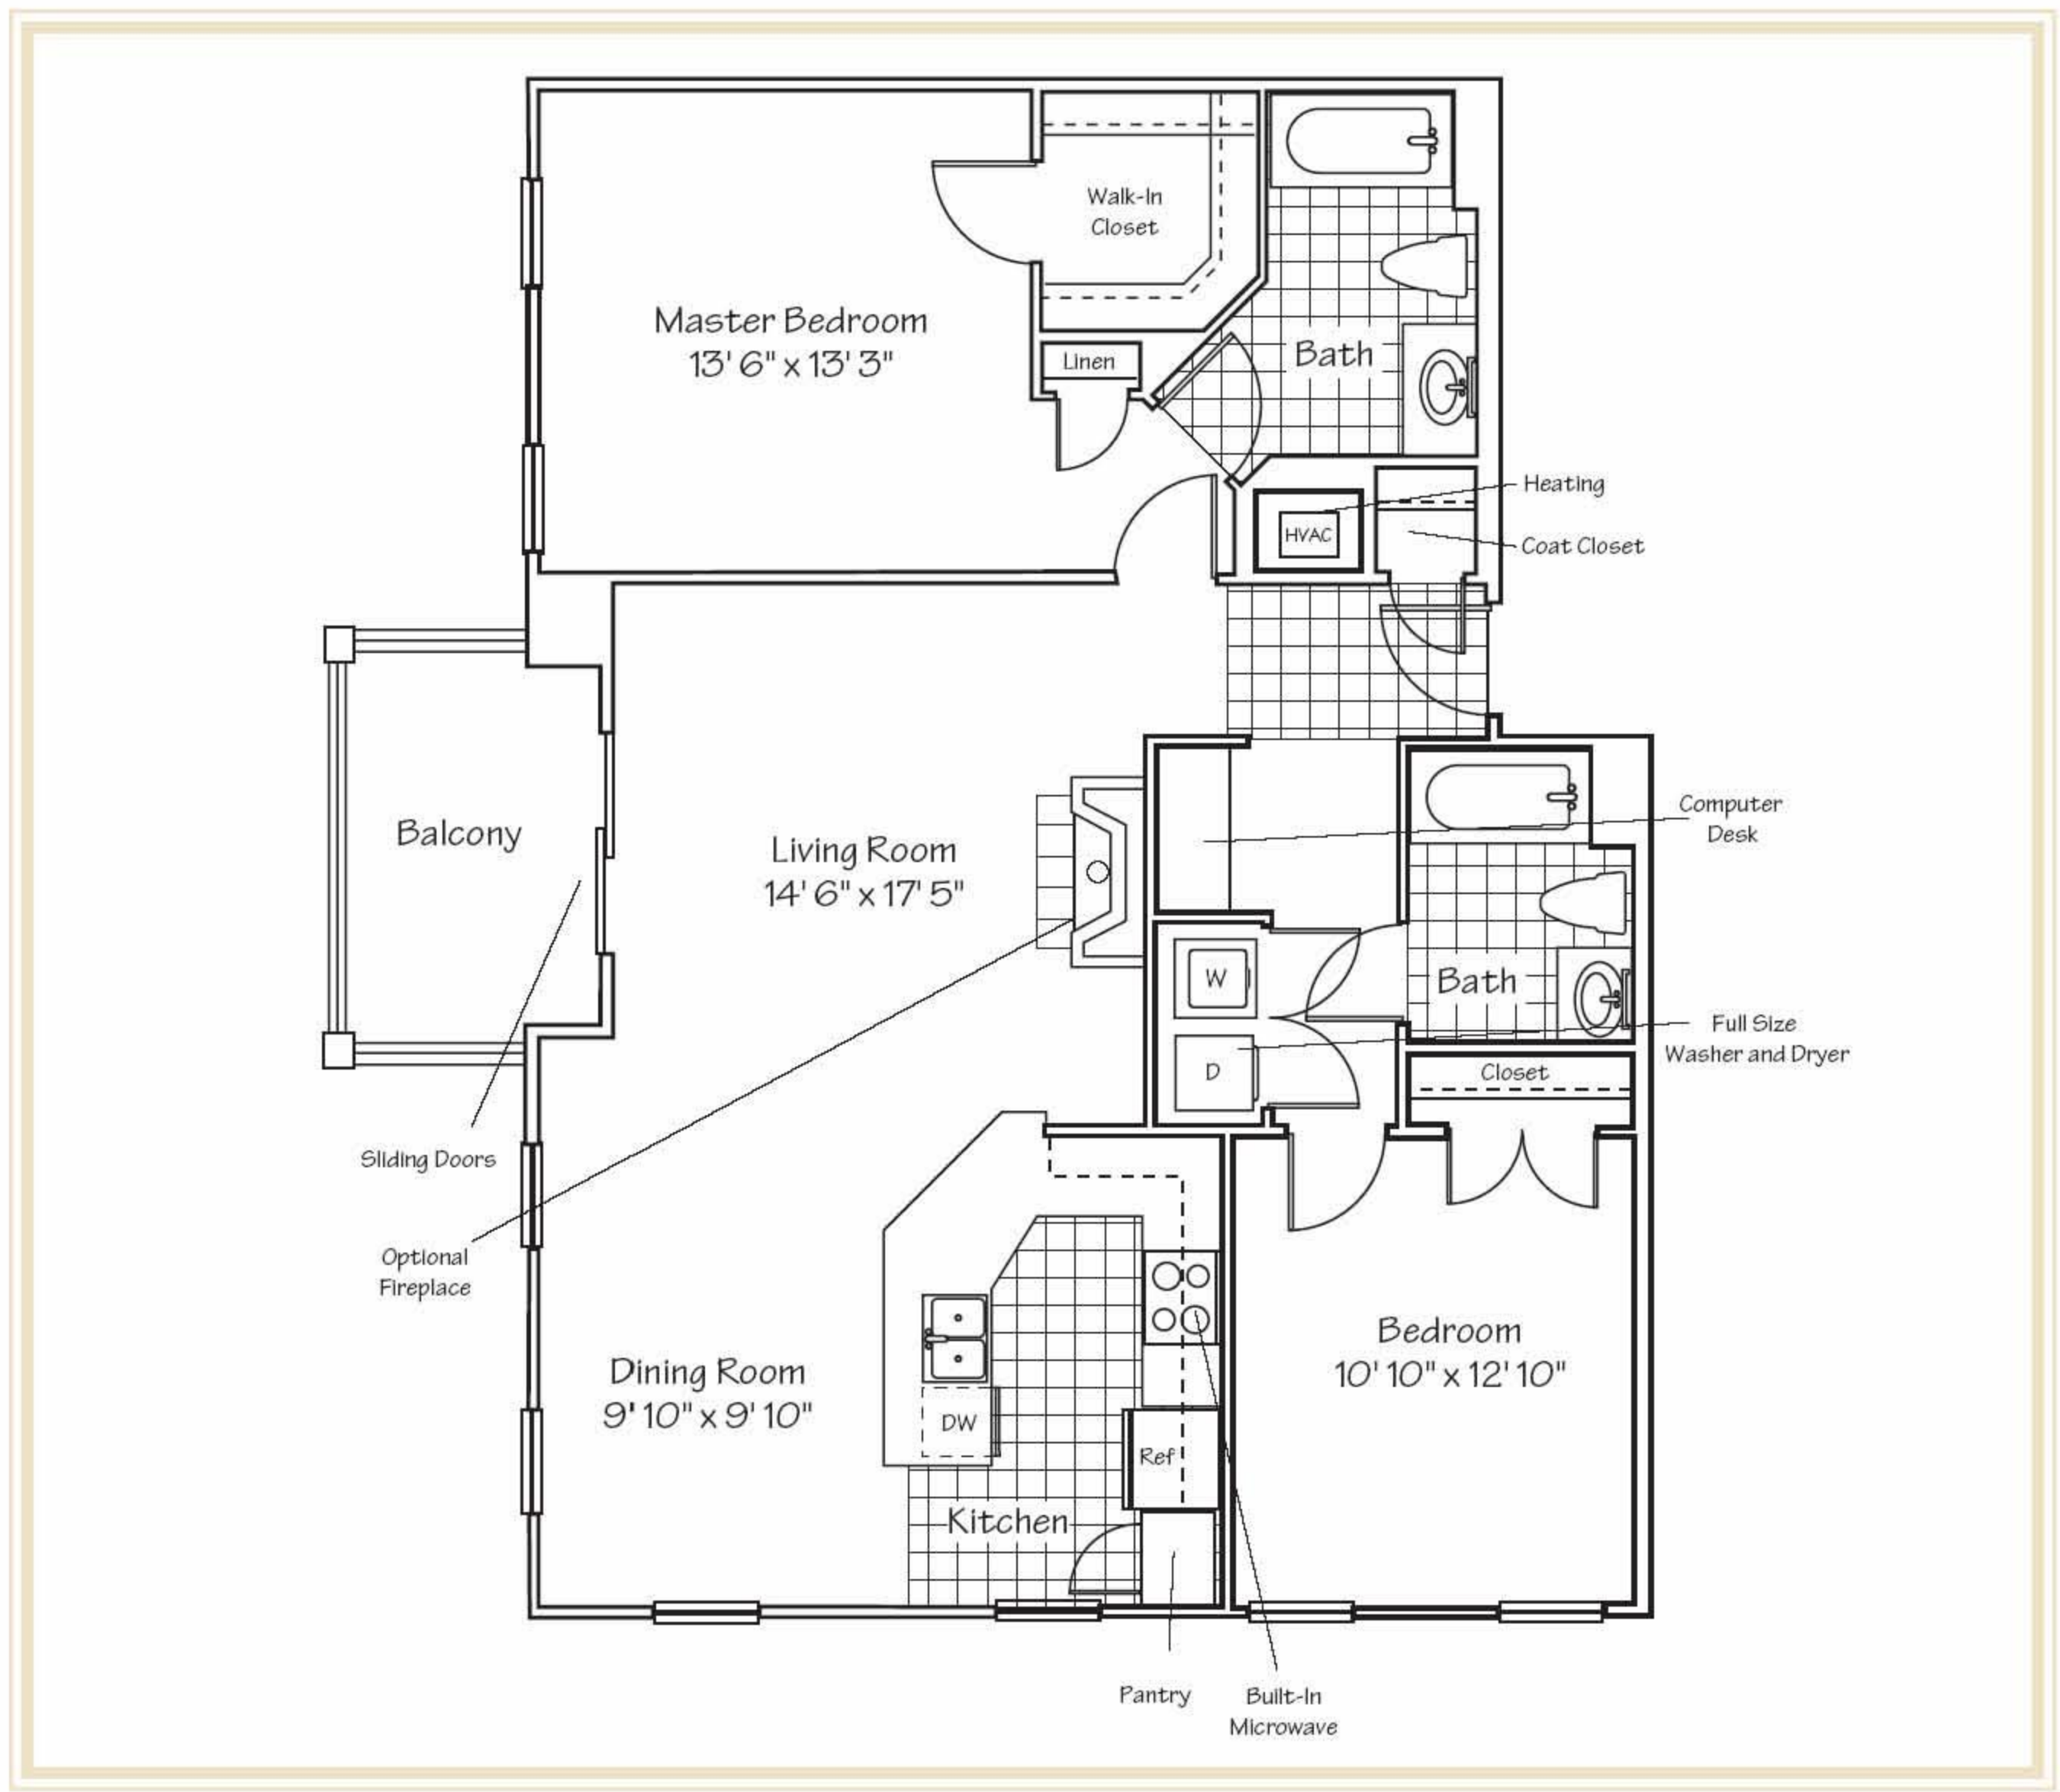 Walk-In
Closet
Master Bedroom
13' 6" x 13' 3"
Linen
Bath
Heating
HVAC
Coat Closet
Computer
Desk
Balcony
Living Room
14' 6" x 17' 5"
W
Bath
Full Size
Washer and Dryer
D
Closet
Sliding Doors
Optional
Fireplace
Bedroom
10' 10" x 12' 10"
Dining Room
9' 10" x 9' 10"
DW
Ref
Kitchen
Pantry
Built-In
Microwave